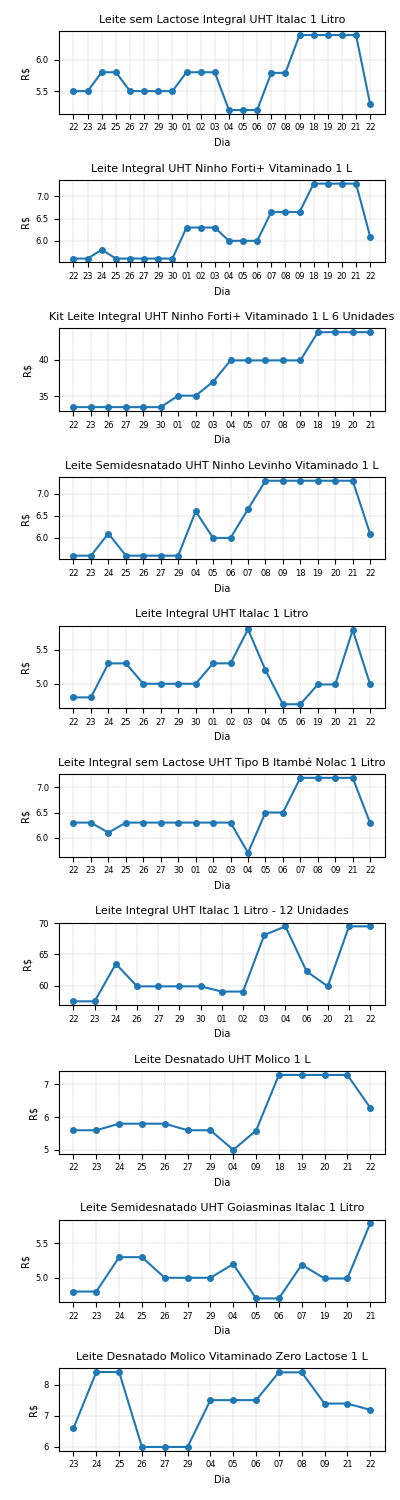 Leite sem Lactose Integral UHT Italac 1 Litro
6.0
5.5
R$
22 23 24 25 26 27 29 30 01 02 03 04 05 06 07 08 09 18 19 20 21 22
Dia
Leite Integral UHT Ninho Forti+ Vitaminado 1 L
7.0
6.5
6.0
R$
22 23 24 25 26 27 29 30 01 02 03 04 05 06 07 08 09 18 19 20 21 22
Dia
Kit Leite Integral UHT Ninho Forti+ Vitaminado 1 L 6 Unidades
40
35
R$
22 23 24 25 27 29 30 01 02 03 04 05 07 08 09 18 19 20 21
Dia
Leite Semidesnatado UHT Ninho Levinho Vitaminado 1 L
7.0
6.5
6.0
R$
22 23 24 25 26 27 29 04 05 06 07 08 09 18 19 20 21 22
Dia
Leite Integral UHT Italac 1 Litro
5.5
5.0
R$
22 23 24 25 26 27 29 30 01 02 03 04 05 06 19 20 21 22
Dia
Leite Integral sem Lactose UHT Tipo B Itambé Nolac 1 Litro
7.0
6.5
6.0
R$
22 23 24 25 26 27 29 30 01 02 03 04 05 06 07 08 09 21 22
Dia
Leite Integral UHT Italac 1 Litro - 12 Unidades
70
65
60
R$
22 23 24 26 27 29 30 01 02 03 04 06 20 21 22
Dia
Leite Desnatado UHT Molico 1 L
7
6
5
R$
22 23 24 25 26 27 29 04 09 18 19 20 21 22
Dia
Leite Semidesnatado UHT Goiasminas Italac 1 Litro
5.5
5.0
R$
22 23 24 25 26 27 29 04 05 06 07 19 20 21
Dia
Leite Desnatado Molico Vitaminado Zero Lactose 1 L
8
7
6
R$
23 24 25 26 27 29 04 05 06 07 08 19 21 22
Dia